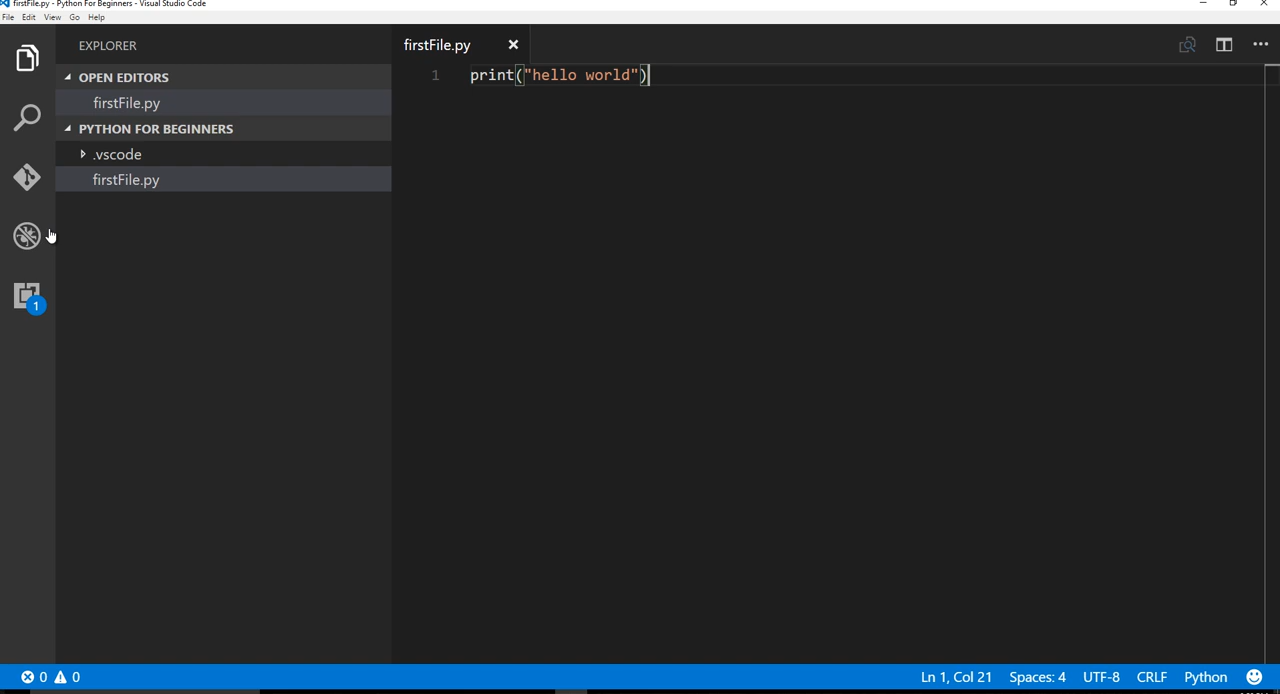 firstFile.py - Python For Beginners - Visual Studio Code
File Edit View Go Help
EXPLORER
OPEN EDITORS
firstFile.py
PYTHON FOR BEGINNERS
.vscode
firstFile.py
1
firstFile.py
1 print("hello world")
0 0
Ln 1, Col 21 Spaces: 4 UTF-8 CRLF Python